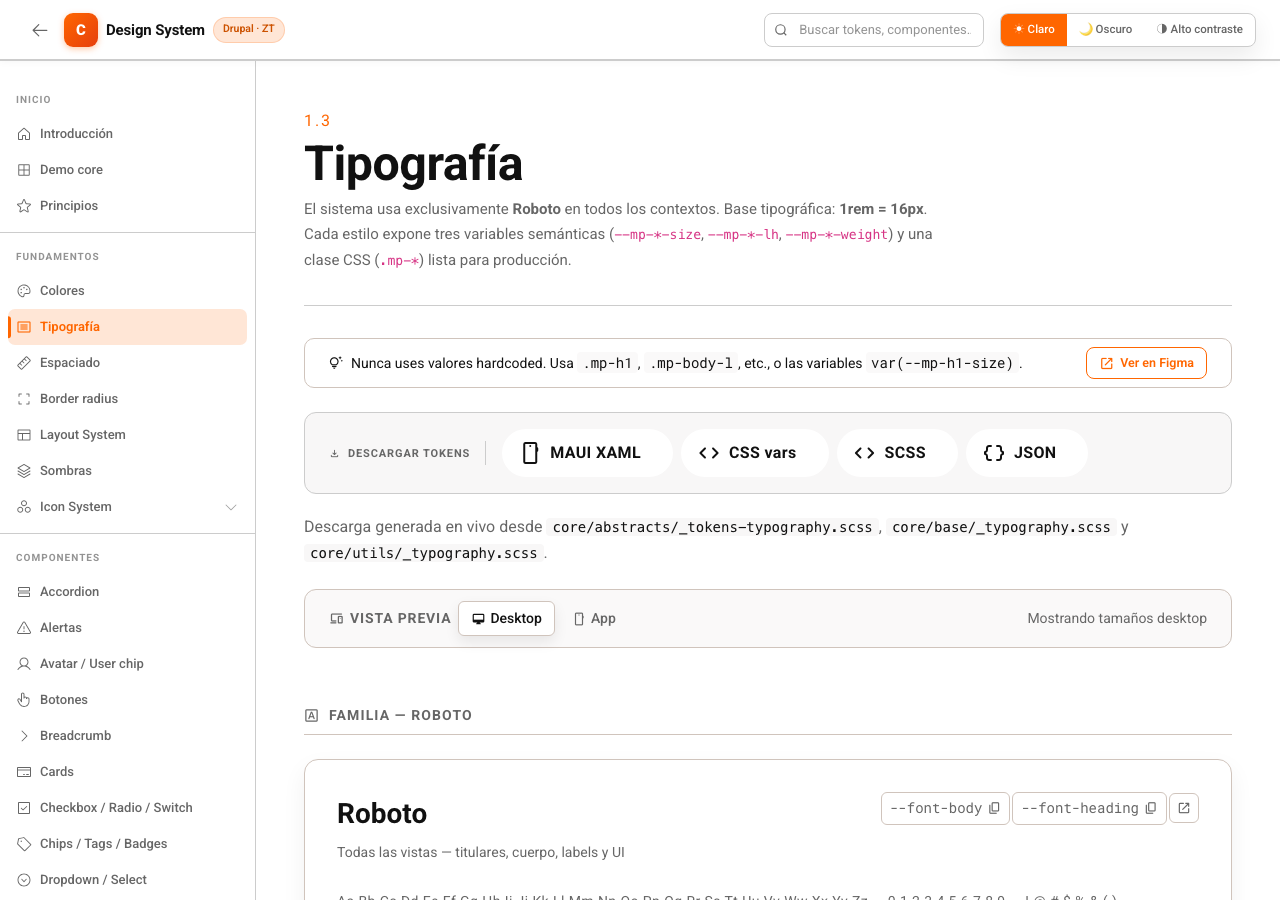 C Design System Drupal · ZT
Buscar tokens, componentes.
Claro Oscuro Alto contraste
INICIO
Introducción
Demo core
Principios
FUNDAMENTOS
Colores
Tipografía
Espaciado
Border radius
Layout System
Sombras
Icon System
COMPONENTES
Accordion
Alertas
Avatar / User chip
Botones
Breadcrumb
Cards
Checkbox / Radio / Switch
Chips / Tags / Badges
Dropdown / Select
1.3
Tipografía
El sistema usa exclusivamente Roboto en todos los contextos. Base tipográfica: 1rem = 16px.
Cada estilo expone tres variables semánticas (--mp-*-size, --mp-*-lh, --mp-*-weight) y una
clase CSS (.mp-*) lista para producción.
Nunca uses valores hardcoded. Usa .mp-h1 , .mp-body-l , etc., o las variables var(--mp-h1-size) .
Ver en Figma
DESCARGAR TOKENS
MAUI XAML
CSS vars
SCSS
JSON
Descarga generada en vivo desde core/abstracts/_tokens-typography.scss , core/base/_typography.scss y
core/utils/_typography.scss .
VISTA PREVIA Desktop App
Mostrando tamaños desktop
FAMILIA — ROBOTO
Roboto
--font-body
--font-heading
Todas las vistas — titulares, cuerpo, labels y UI